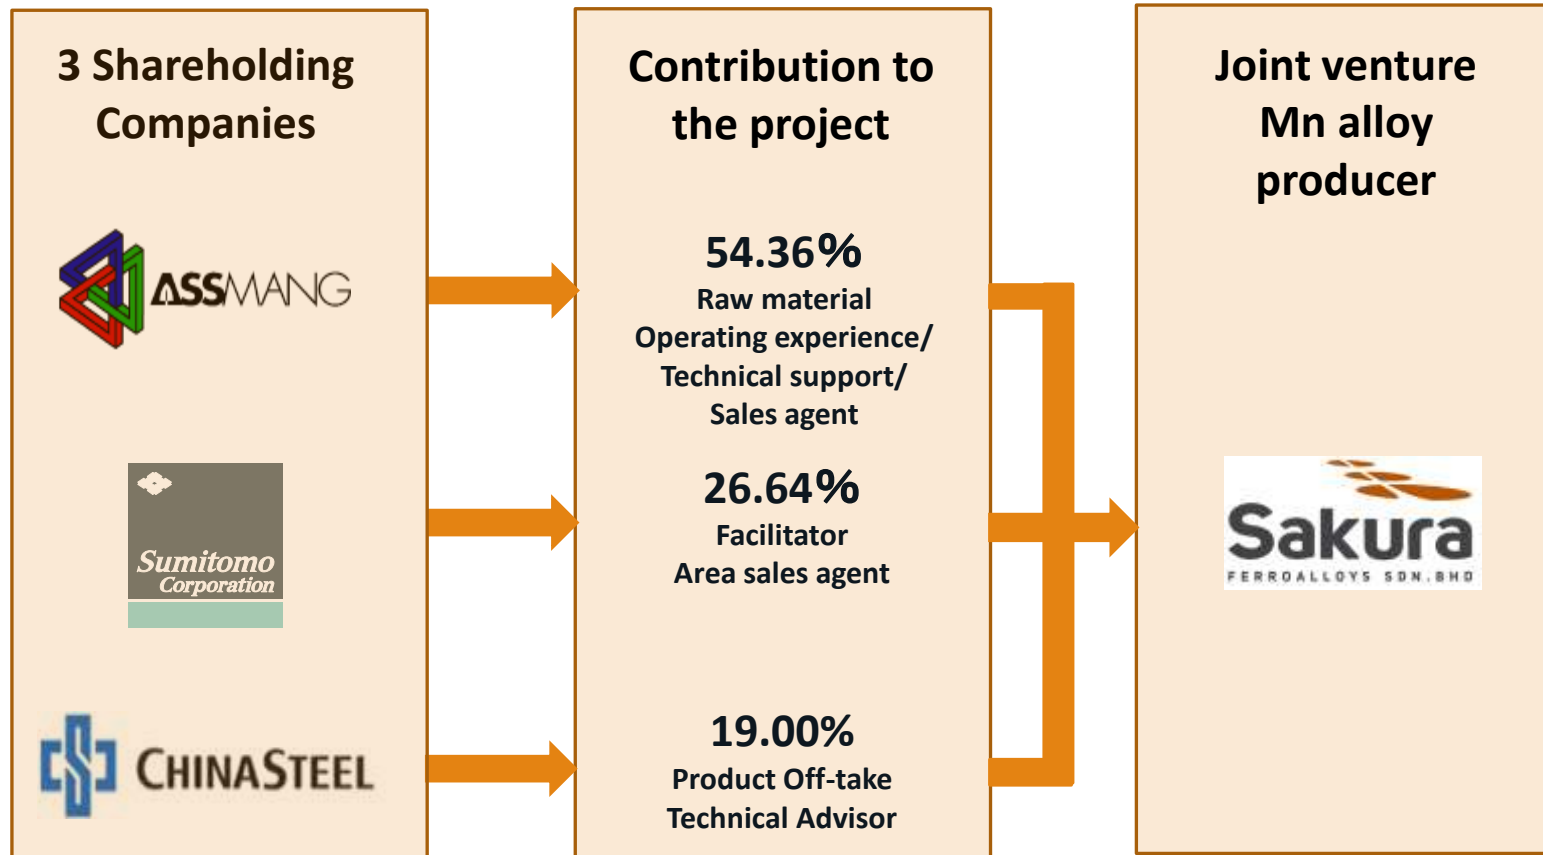 3 Shareholding
Companies
ASSMANG
Sumitomo
Corporation
CHINASTEEL
Contribution to
the project
54.36%
Raw material
Operating experience/
Technical support/
Sales agent
26.64%
Facilitator
Area sales agent
19.00%
Product Off-take
Technical Advisor
Joint venture
Mn alloy
producer
Sakura
FERROALLOYS SDN.BHD